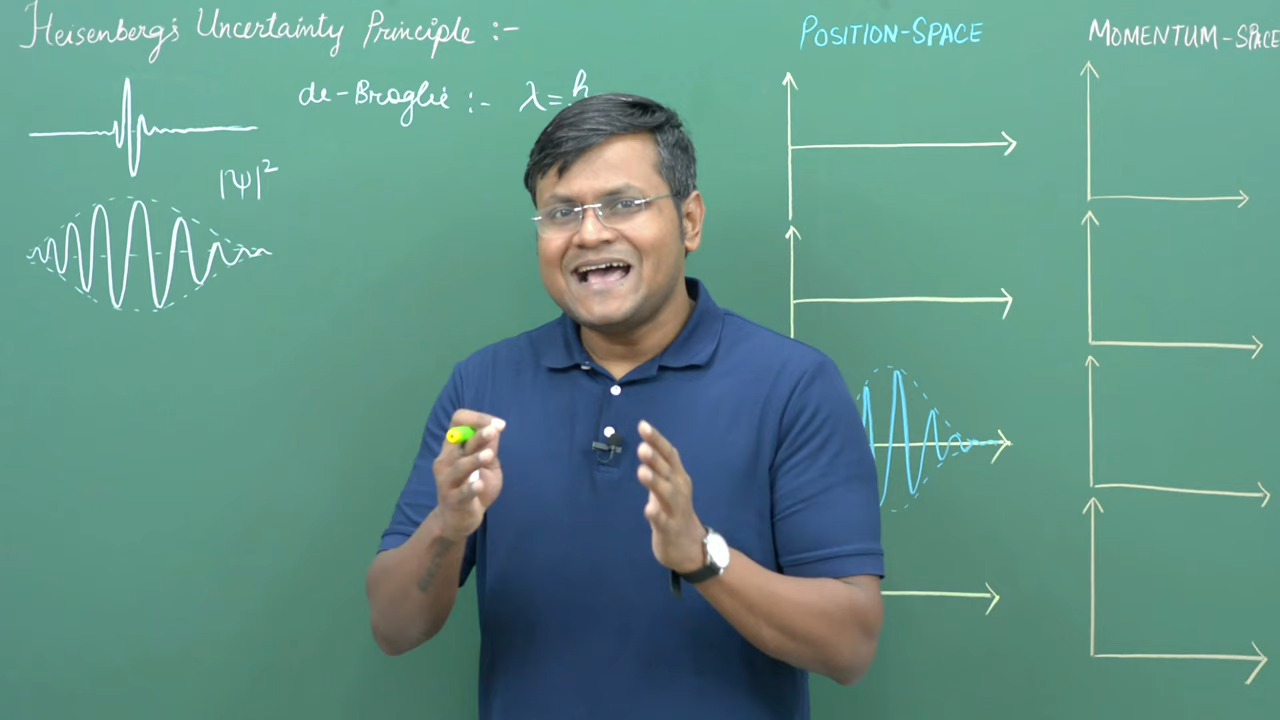 Heisenberg's Uncertainty Principle :-
de-Broglie :- λ = h
|Ψ|²
POSITION-SPACE
MOMENTUM-SPACE